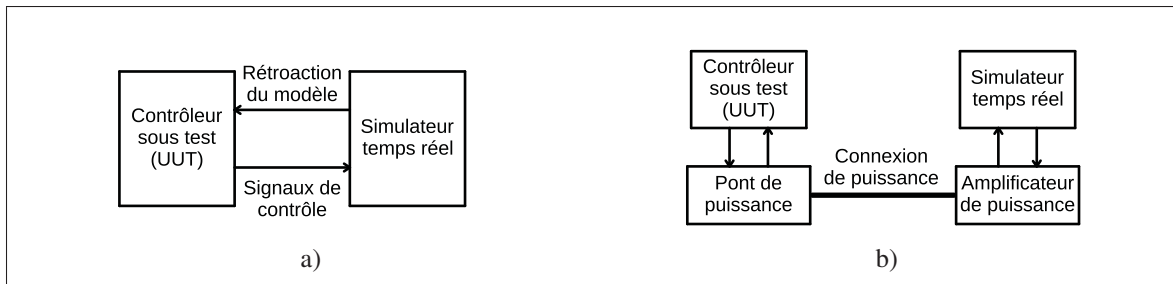 Contrôleur
sous test
(UUT)
Rétroaction
du modèle
Signaux de
contrôle
Simulateur
temps réel
a)
Contrôleur
sous test
(UUT)
Pont de
puissance
Connexion
de puissance
Simulateur
temps réel
Amplificateur
de puissance
b)